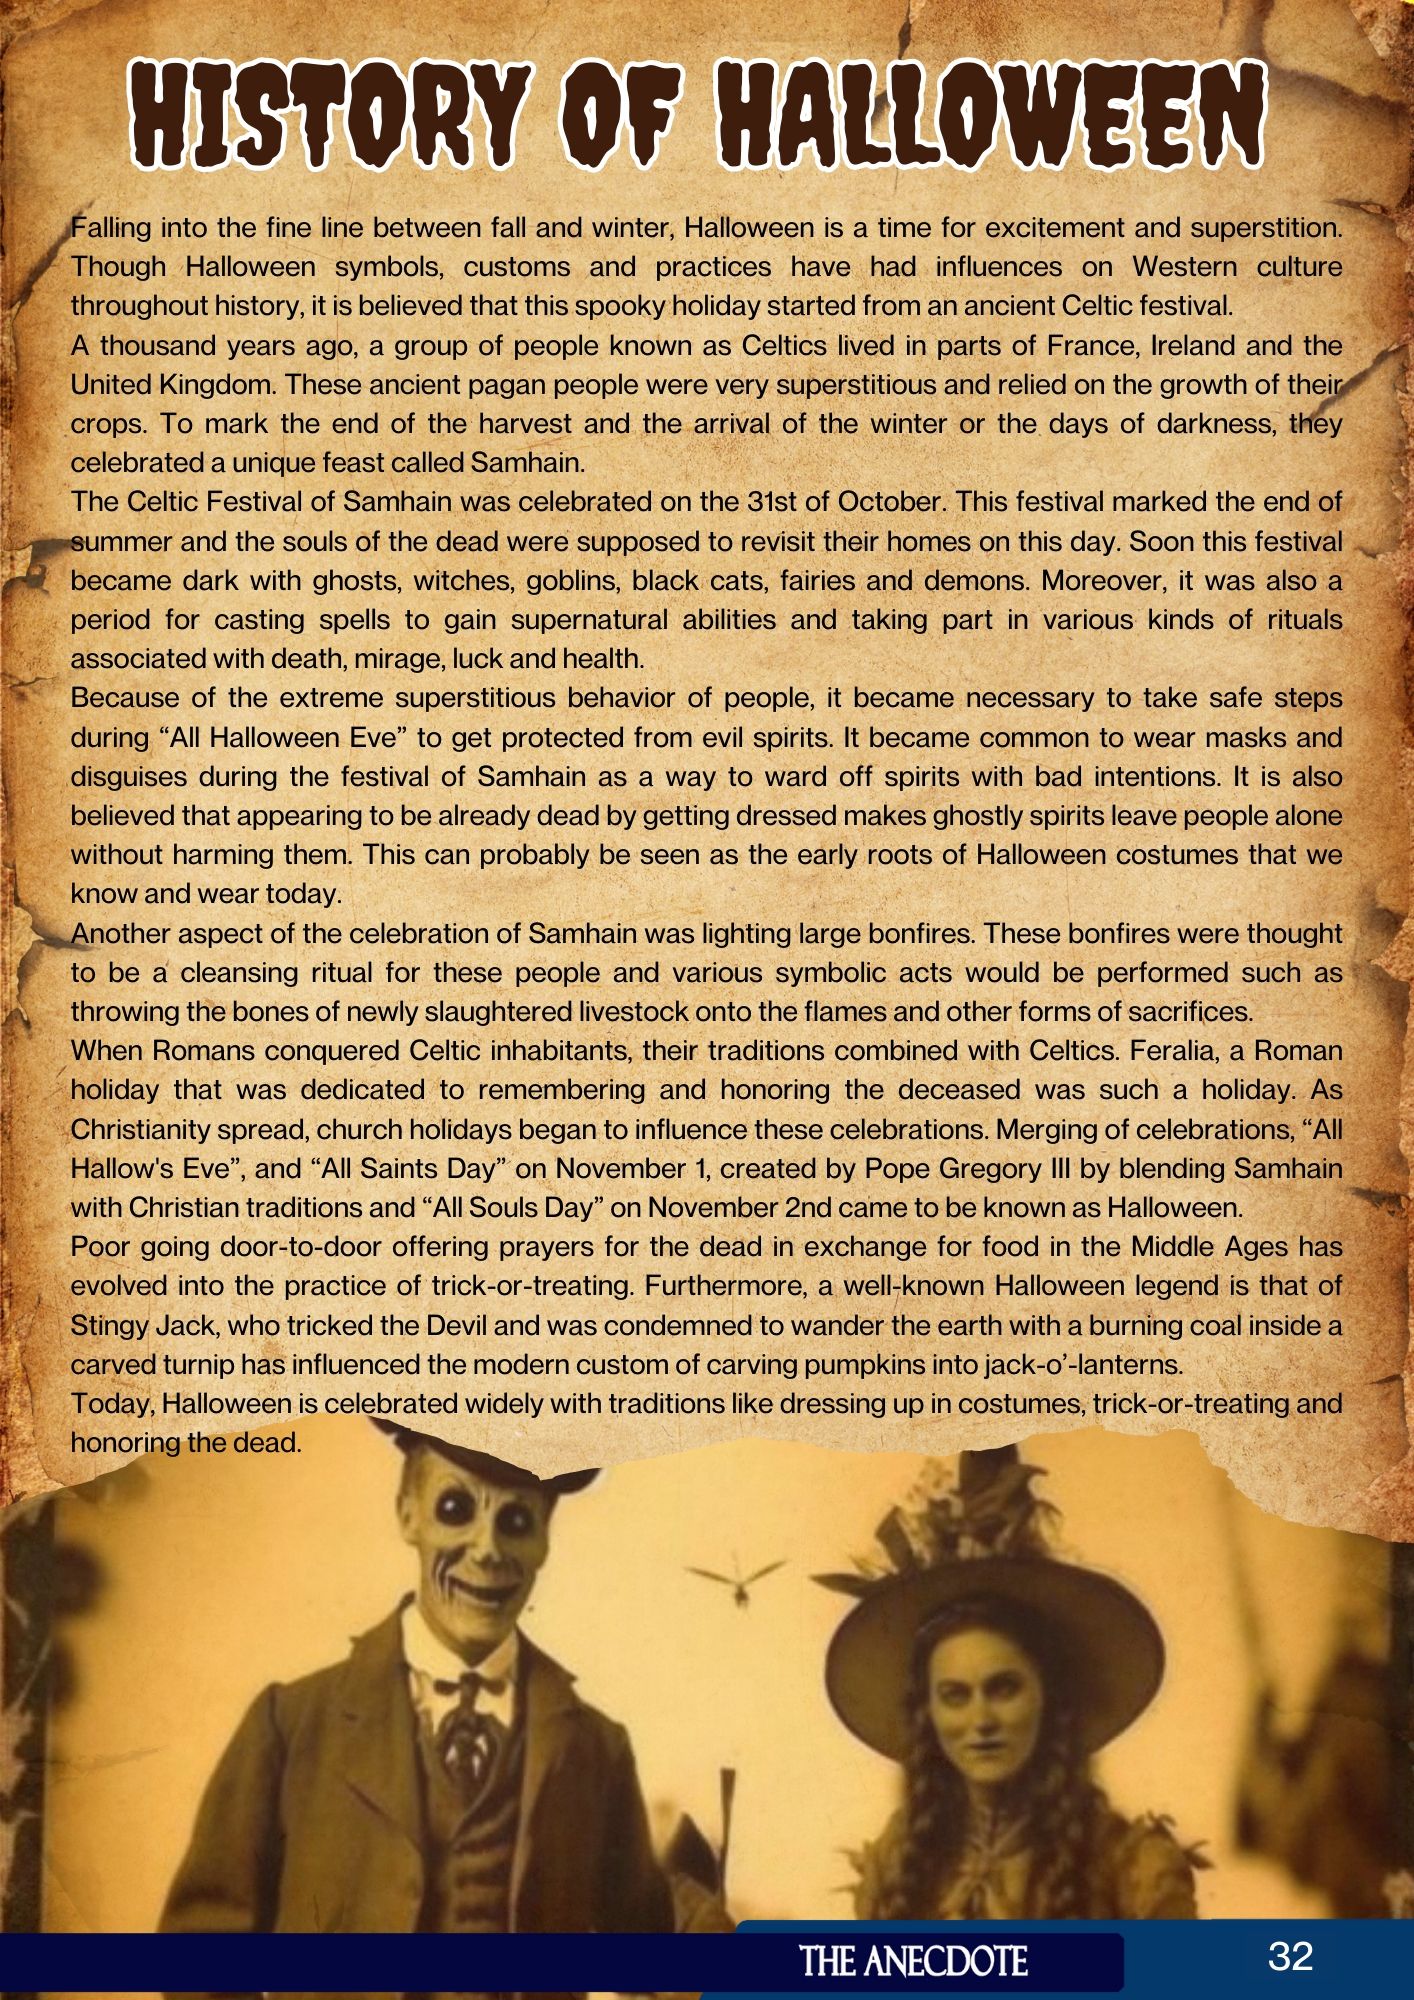 HISTORY OF HALLOWEEN
Falling into the fine line between fall and winter, Halloween is a time for excitement and superstition.
Though Halloween symbols, customs and practices have had influences on Western culture
throughout history, it is believed that this spooky holiday started from an ancient Celtic festival.
A thousand years ago, a group of people known as Celtics lived in parts of France, Ireland and the
United Kingdom. These ancient pagan people were very superstitious and relied on the growth of their
crops. To mark the end of the harvest and the arrival of the winter or the days of darkness, they
celebrated a unique feast called Samhain.
The Celtic Festival of Samhain was celebrated on the 31st of October. This festival marked the end of
summer and the souls of the dead were supposed to revisit their homes on this day. Soon this festival
became dark with ghosts, witches, goblins, black cats, fairies and demons. Moreover, it was also a
period for casting spells to gain supernatural abilities and taking part in various kinds of rituals
associated with death, mirage, luck and health.
Because of the extreme superstitious behavior of people, it became necessary to take safe steps
during “All Halloween Eve” to get protected from evil spirits. It became common to wear masks and
disguises during the festival of Samhain as a way to ward off spirits with bad intentions. It is also
believed that appearing to be already dead by getting dressed makes ghostly spirits leave people alone
without harming them. This can probably be seen as the early roots of Halloween costumes that we
know and wear today.
Another aspect of the celebration of Samhain was lighting large bonfires. These bonfires were thought
to be a cleansing ritual for these people and various symbolic acts would be performed such as
throwing the bones of newly slaughtered livestock onto the flames and other forms of sacrifices.
When Romans conquered Celtic inhabitants, their traditions combined with Celtics. Feralia, a Roman
holiday that was dedicated to remembering and honoring the deceased was such a holiday. As
Christianity spread, church holidays began to influence these celebrations. Merging of celebrations, “All
Hallow's Eve”, and “All Saints Day” on November 1, created by Pope Gregory III by blending Samhain
with Christian traditions and “All Souls Day” on November 2nd came to be known as Halloween.
Poor going door-to-door offering prayers for the dead in exchange for food in the Middle Ages has
evolved into the practice of trick-or-treating. Furthermore, a well-known Halloween legend is that of
Stingy Jack, who tricked the Devil and was condemned to wander the earth with a burning coal inside a
carved turnip has influenced the modern custom of carving pumpkins into jack-o’-lanterns.
Today, Halloween is celebrated widely with traditions like dressing up in costumes, trick-or-treating and
honoring the dead.
THE ANECDOTE
32